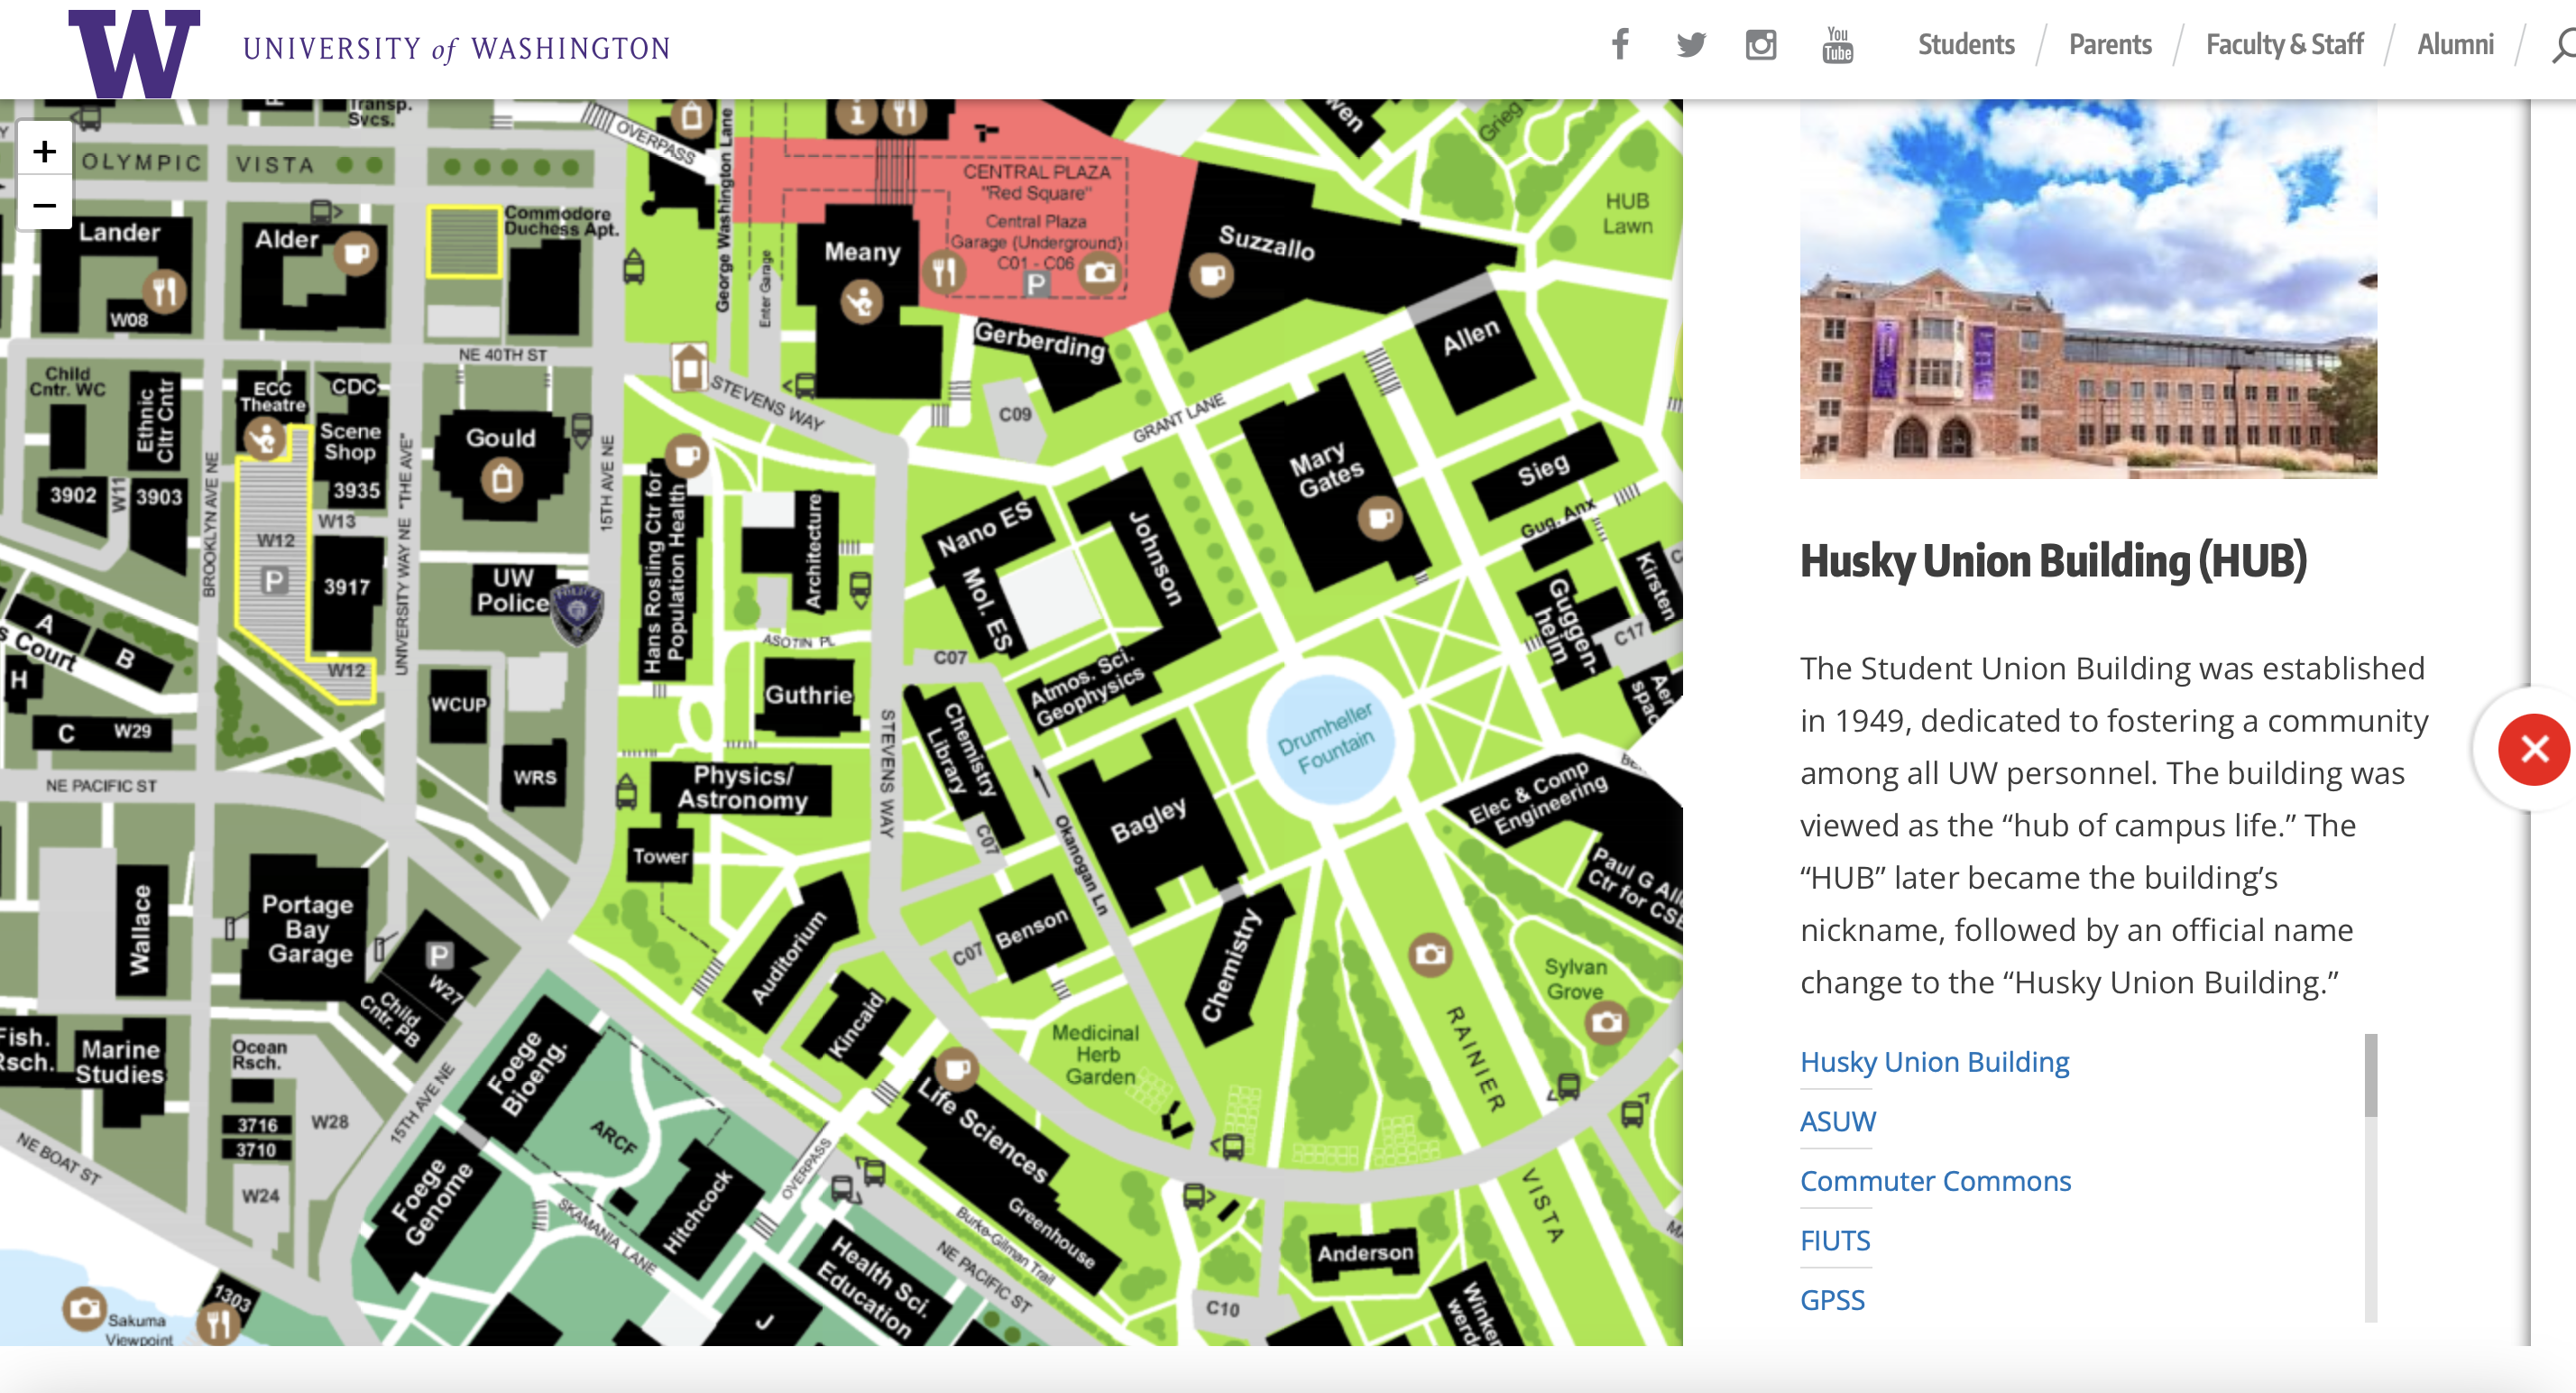 W
UNIVERSITY of WASHINGTON
You
Tube
Students
Parents
Faculty & Staff
Alumni
+
−
Transp.
Svcs.
OVERPASS
OLYMPIC VISTA
Lander
W08
Alder
Commodore
Duchess Apt.
George Washington Lane
Enter Garage
Meany
CENTRAL PLAZA
"Red Square"
Central Plaza
Garage (Underground)
C01 - C06
P
Suzzallo
Grieg
HUB
Lawn
Gerberding
Allen
NE 40TH ST
Child
Cntr. WC
Ethnic
Cltr Cntr
ECC
Theatre
CDC
Scene
Shop
3935
Gould
STEVENS WAY
C09
GRANT LANE
Mary
Gates
Sieg
Gug. Anx
3902
W11
3903
BROOKLYN AVE NE
W13
W12
P
3917
UNIVERSITY WAY NE "THE AVE"
15TH AVE NE
UW
Police
POLICE
Hans Rosling Ctr for
Population Health
Architecture
Nano ES
Mol. ES
Johnson
Kirsten
Guggen-
heim
C17
A
B
s Court
H
C
W29
W12
WCUP
WRS
ASOTIN PL
Guthrie
C07
Atmos. Sci.
Geophysics
Drumheller
Fountain
STEVENS WAY
Chemistry
Library
C07
Okanogan Ln
Bagley
Elec & Comp
Engineering
Paul G
Ctr for
NE PACIFIC ST
Physics/
Astronomy
Tower
Wallace
Portage
Bay
Garage
P
W27
Child
Cntr. PB
Auditorium
Benson
C07
Kincaid
Chemistry
Sylvan
Grove
RAINIER
VISTA
Medicinal
Herb
Garden
Fish.
Rsch.
Marine
Studies
Ocean
Rsch.
3716
3710
W28
W24
NE BOAT ST
15TH AVE NE
Foege
Bioeng.
Foege
Genome
ARCF
Hitchcock
OVERPASS
SKAMANIA LANE
Life Sciences
Greenhouse
Burke-Gilman Trail
NE PACIFIC ST
Health Sci.
Education
J
1303
Sakuma
Viewpoint
Anderson
C10
Winken
werd
Husky Union Building (HUB)
The Student Union Building was established
in 1949, dedicated to fostering a community
among all UW personnel. The building was
viewed as the “hub of campus life.” The
“HUB” later became the building’s
nickname, followed by an official name
change to the “Husky Union Building.”
Husky Union Building
ASUW
Commuter Commons
FIUTS
GPSS